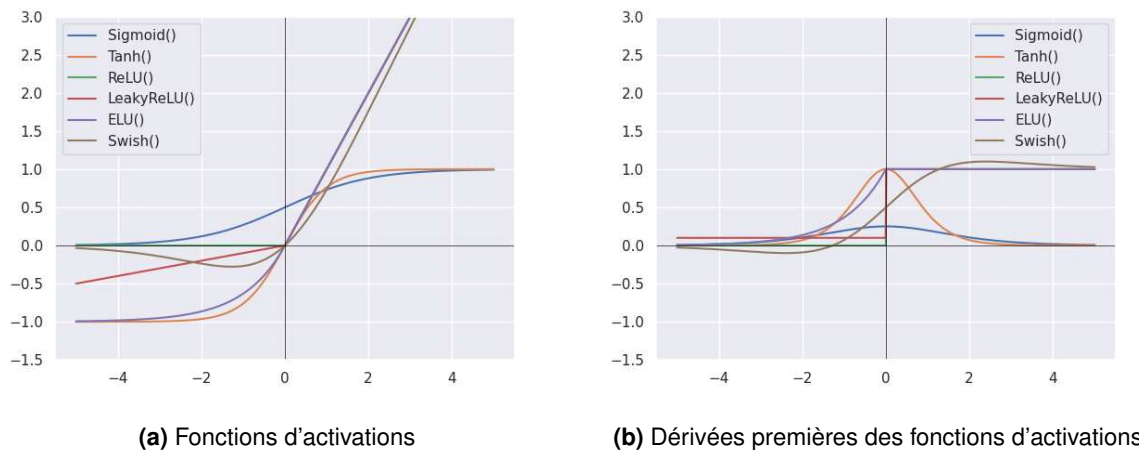 3.0
2.5
2.0
1.5
1.0
0.5
0.0
−0.5
−1.0
−1.5
−4 −2 0 2 4
Sigmoid()
Tanh()
ReLU()
LeakyReLU()
ELU()
Swish()
(a) Fonctions d'activations
3.0
2.5
2.0
1.5
1.0
0.5
0.0
−0.5
−1.0
−1.5
−4 −2 0 2 4
Sigmoid()
Tanh()
ReLU()
LeakyReLU()
ELU()
Swish()
(b) Dérivées premières des fonctions d'activations